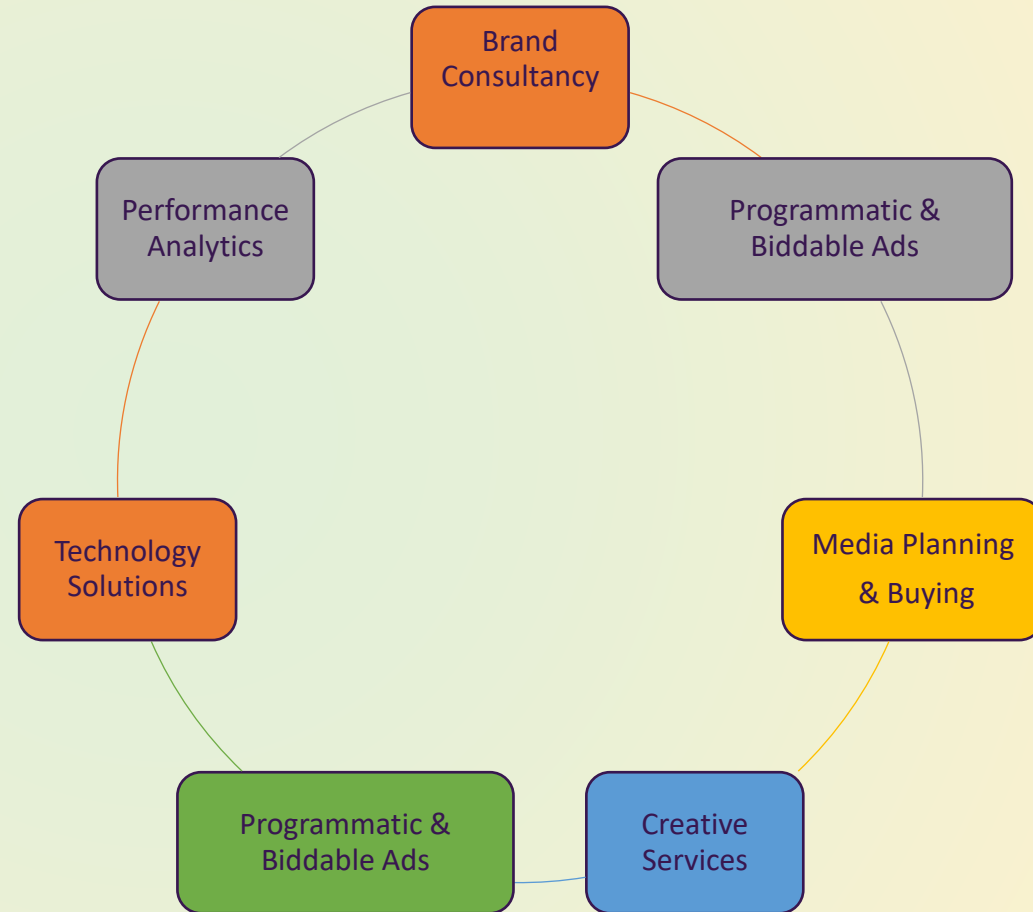 Brand
Consultancy
Programmatic &
Biddable Ads
Media Planning
& Buying
Creative
Services
Programmatic &
Biddable Ads
Technology
Solutions
Performance
Analytics